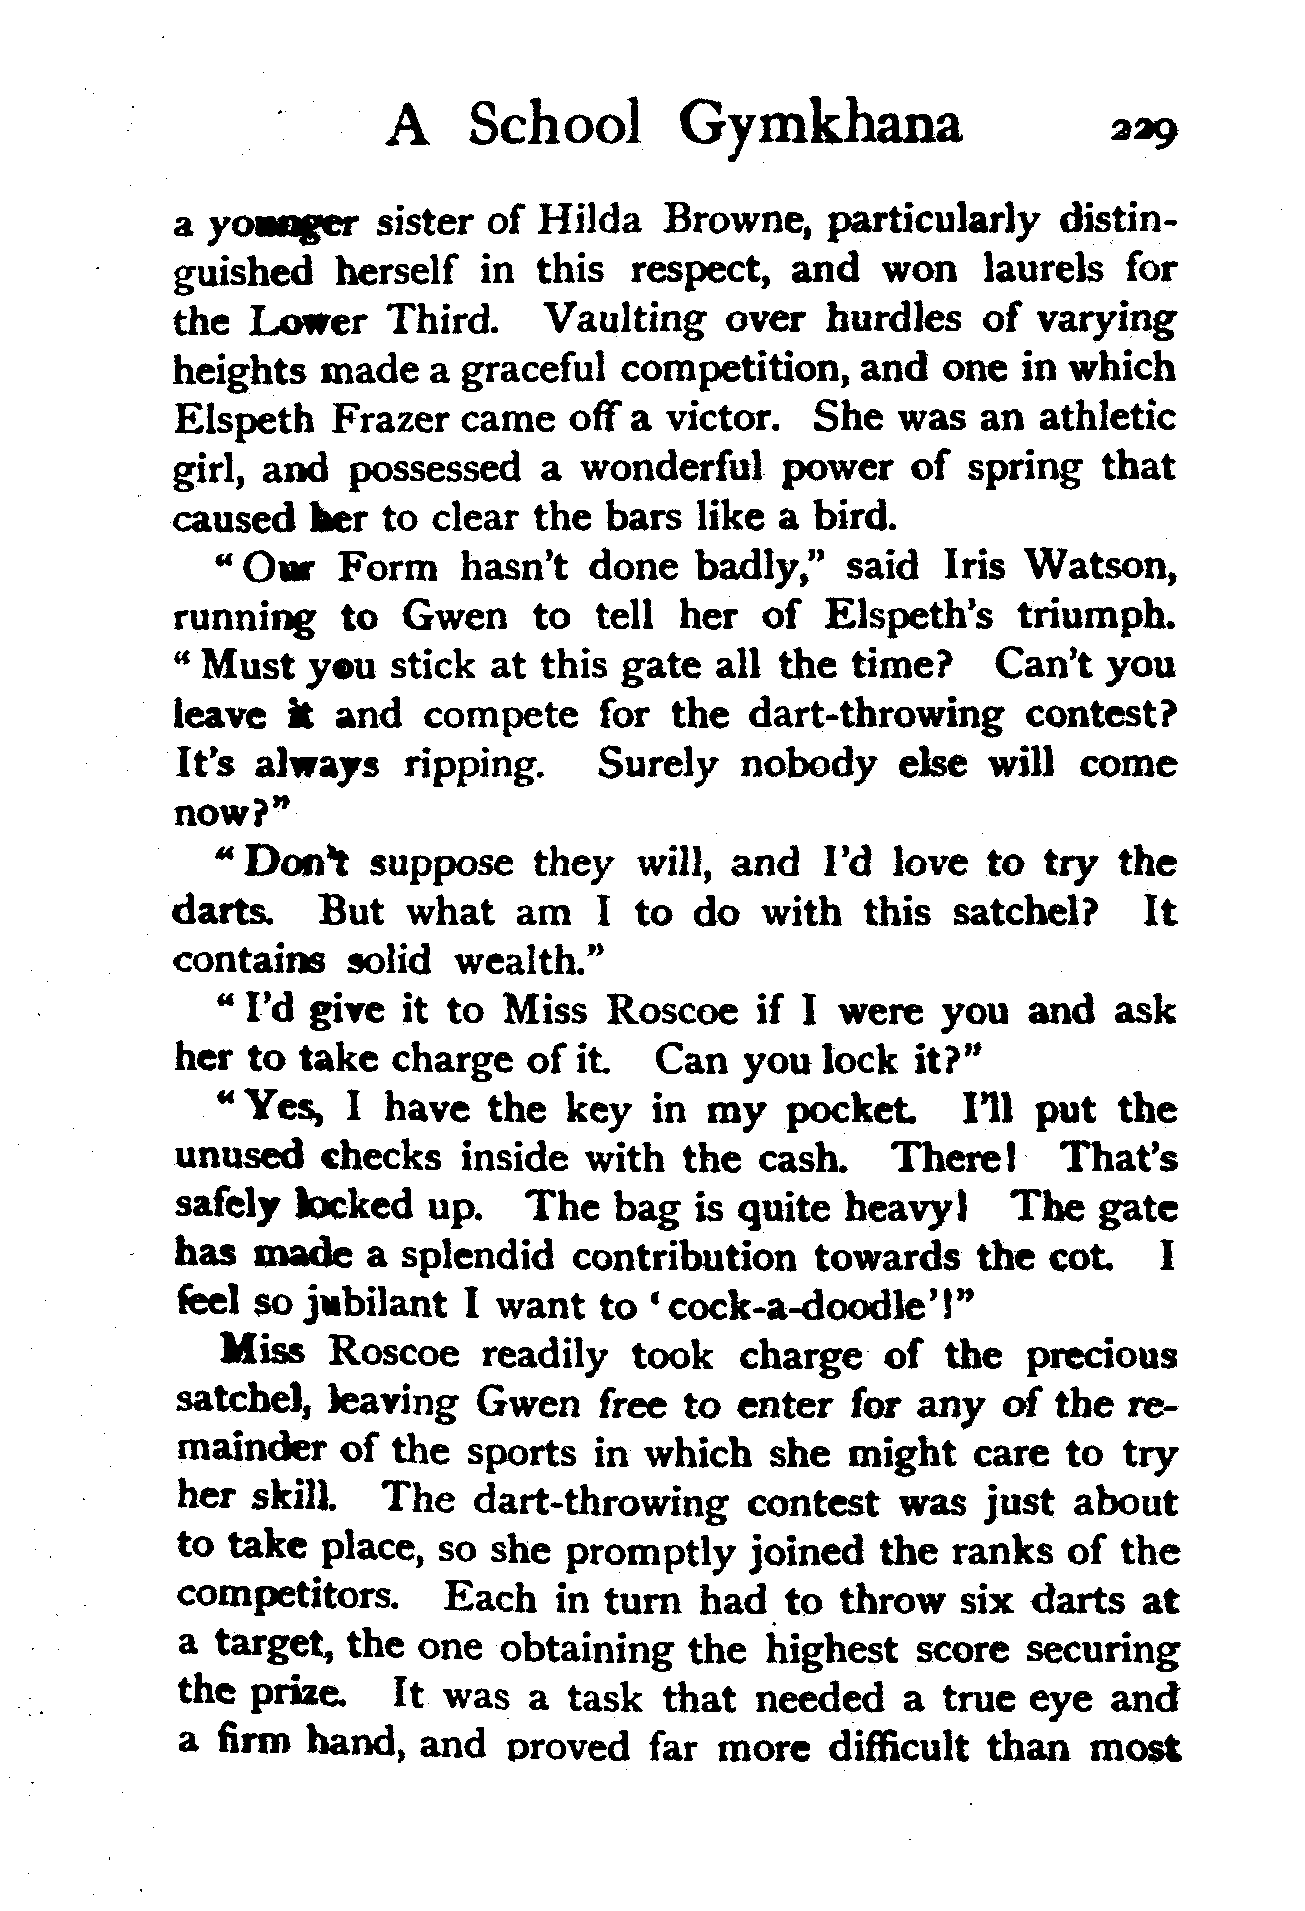 A School Gymkhana 229
a younger sister of Hilda Browne, particularly distin-
guished herself in this respect, and won laurels for
the Lower Third. Vaulting over hurdles of varying
heights made a graceful competition, and one in which
Elspeth Frazer came off a victor. She was an athletic
girl, and possessed a wonderful power of spring that
caused her to clear the bars like a bird.
"Our Form hasn't done badly," said Iris Watson,
running to Gwen to tell her of Elspeth's triumph.
"Must you stick at this gate all the time? Can't you
leave it and compete for the dart-throwing contest?
It's always ripping. Surely nobody else will come
now?"
"Don't suppose they will, and I'd love to try the
darts. But what am I to do with this satchel? It
contains solid wealth."
"I'd give it to Miss Roscoe if I were you and ask
her to take charge of it. Can you lock it?"
"Yes, I have the key in my pocket. I'll put the
unused checks inside with the cash. There! That's
safely locked up. The bag is quite heavy! The gate
has made a splendid contribution towards the cot. I
feel so jubilant I want to 'cock-a-doodle'!"
Miss Roscoe readily took charge of the precious
satchel, leaving Gwen free to enter for any of the re-
mainder of the sports in which she might care to try
her skill. The dart-throwing contest was just about
to take place, so she promptly joined the ranks of the
competitors. Each in turn had to throw six darts at
a target, the one obtaining the highest score securing
the prize. It was a task that needed a true eye and
a firm hand, and proved far more difficult than most